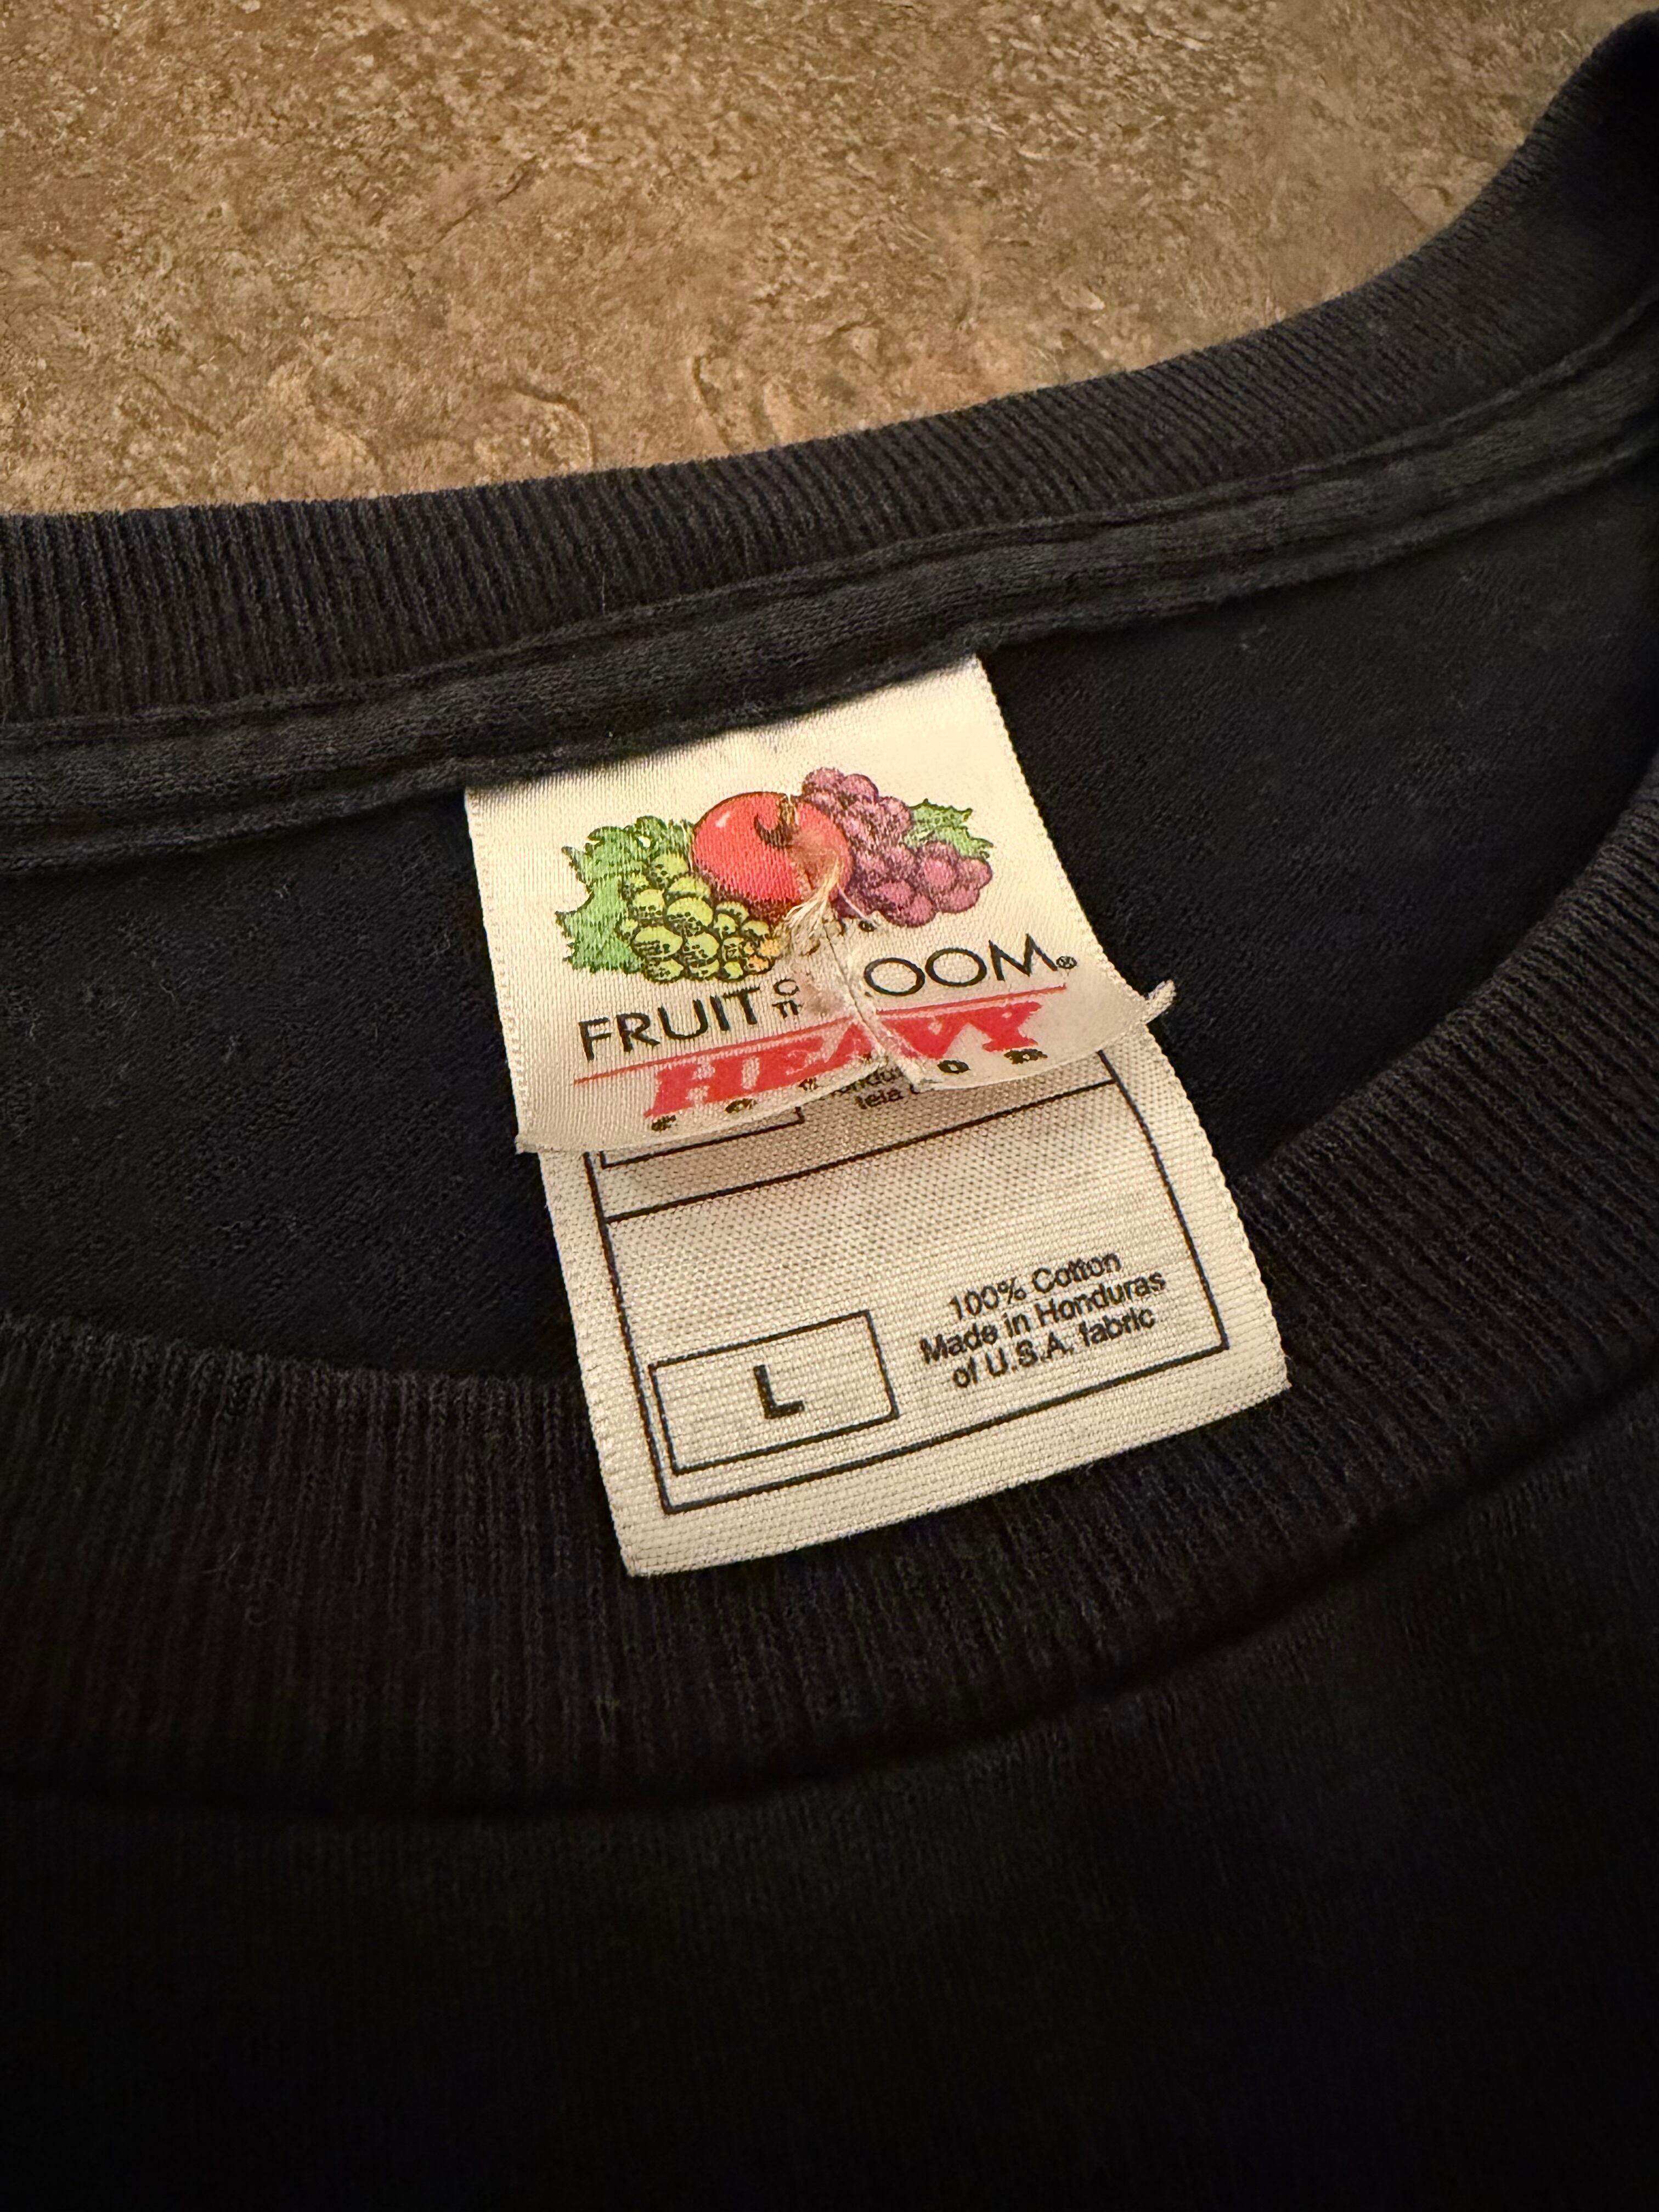 FRUIT OOM®
HEAVY
L
100% Cotton
Made in Honduras
of U.S.A. fabric